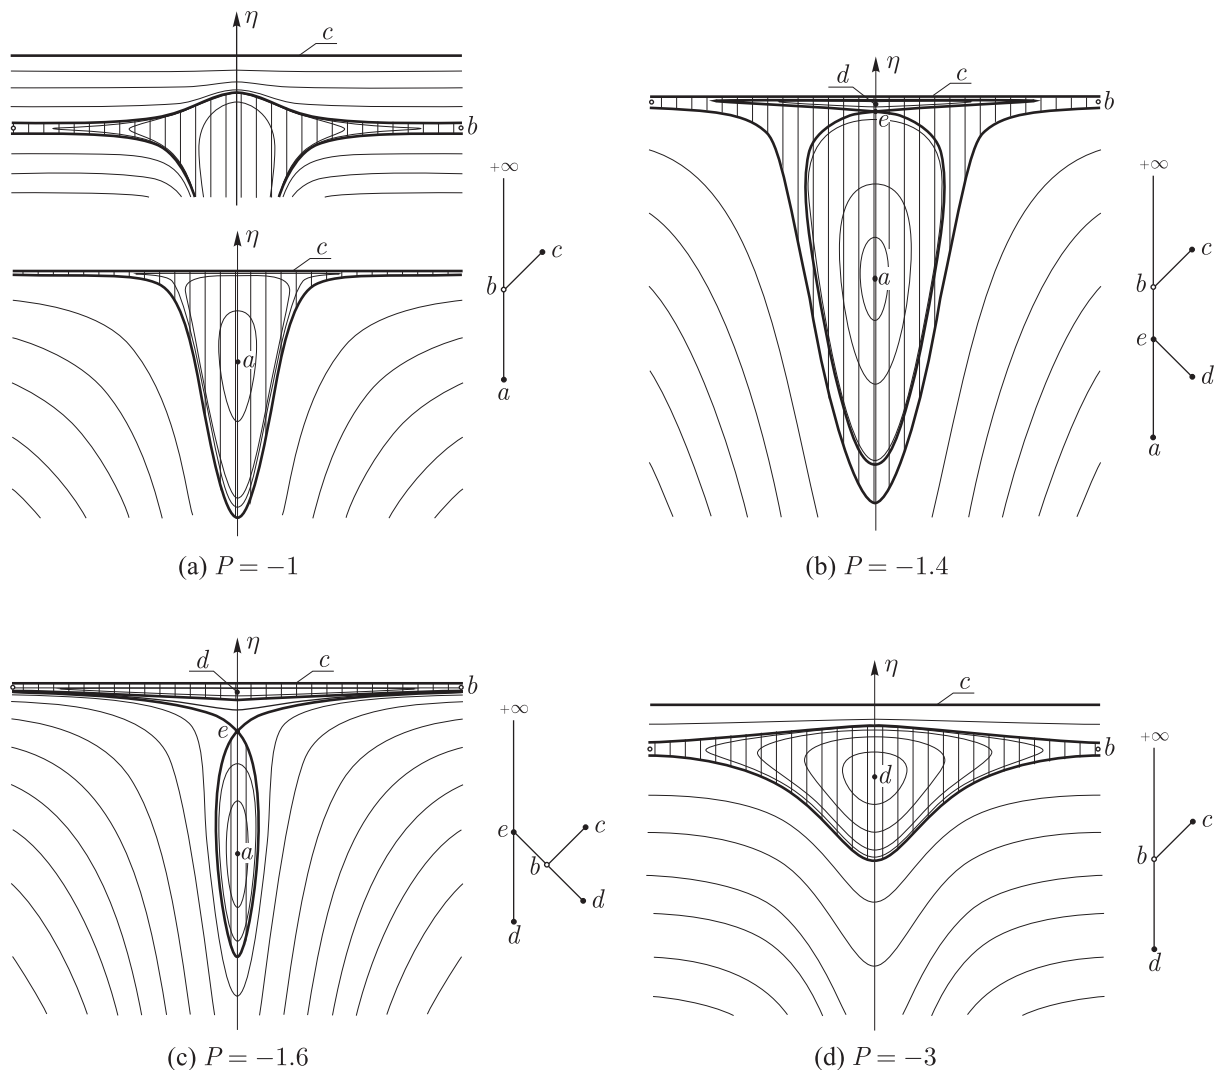 η
c
b
η
c
a
+∞
c
b
a
(a) P = −1
η
d
c
b
e
a
+∞
c
b
e
d
a
(b) P = −1.4
η
d
c
b
e
a
+∞
e
c
b
d
d
(c) P = −1.6
η
c
b
d
+∞
c
b
d
(d) P = −3